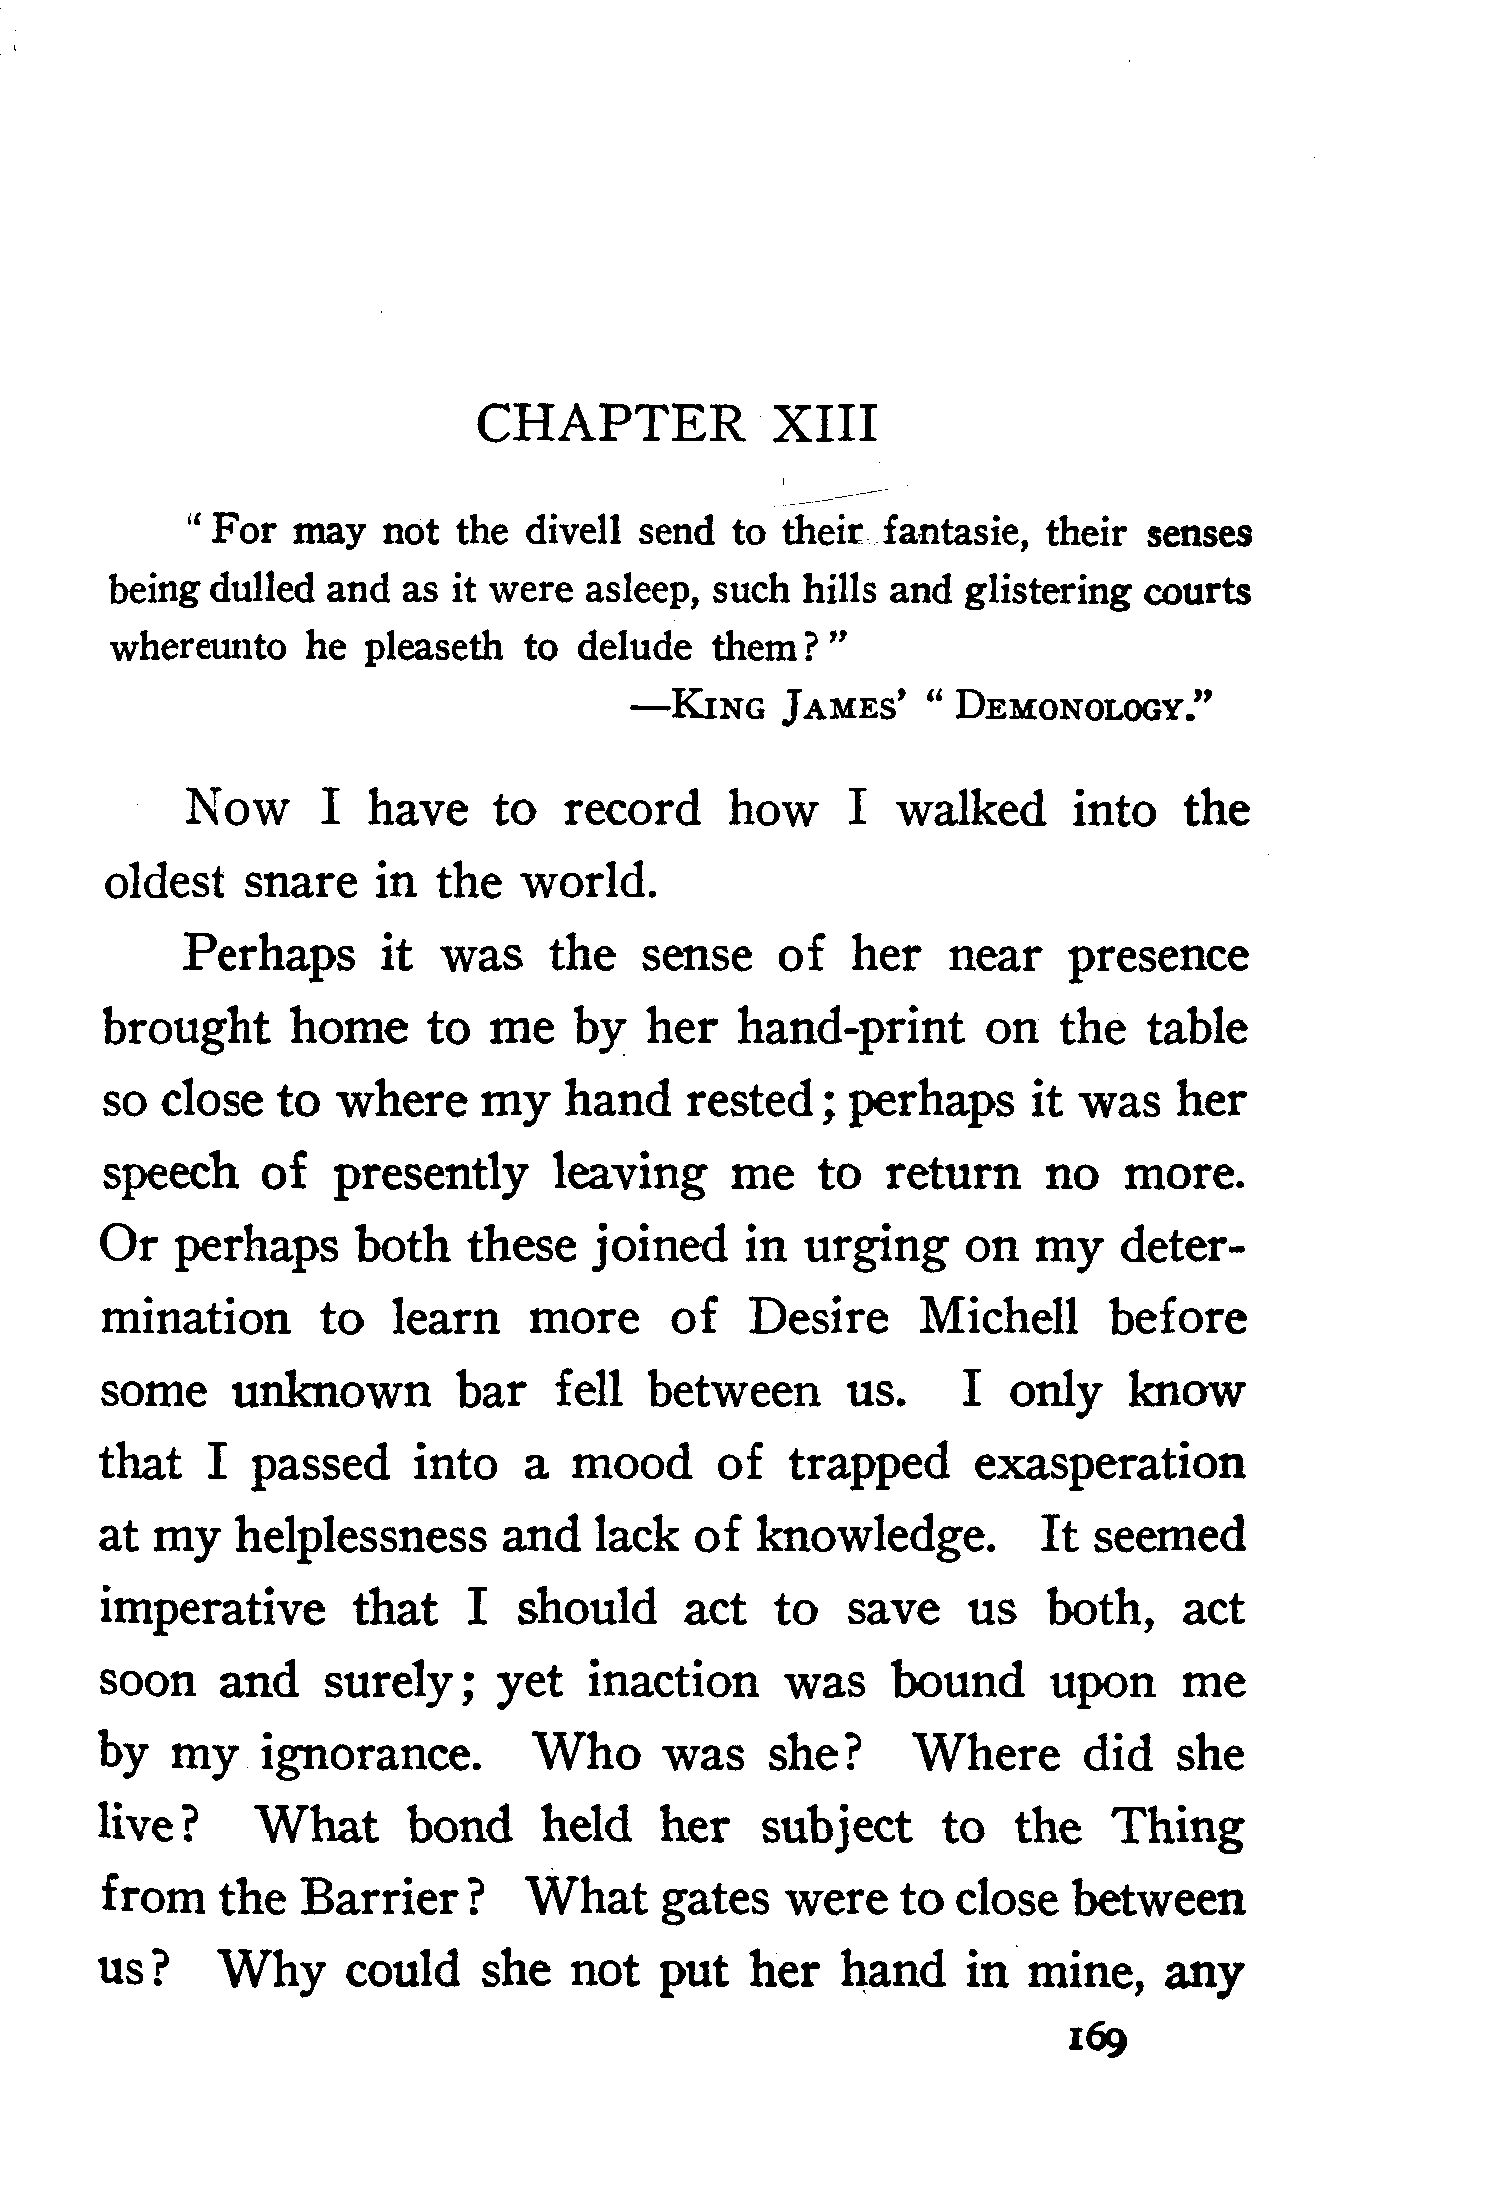 CHAPTER XIII
“For may not the divell send to their fantasie, their senses
being dulled and as it were asleep, such hills and glistering courts
whereunto he pleaseth to delude them?”
—King James’ “Demonology.”
Now I have to record how I walked into the
oldest snare in the world.
Perhaps it was the sense of her near presence
brought home to me by her hand-print on the table
so close to where my hand rested; perhaps it was her
speech of presently leaving me to return no more.
Or perhaps both these joined in urging on my deter-
mination to learn more of Desire Michell before
some unknown bar fell between us. I only know
that I passed into a mood of trapped exasperation
at my helplessness and lack of knowledge. It seemed
imperative that I should act to save us both, act
soon and surely; yet inaction was bound upon me
by my ignorance. Who was she? Where did she
live? What bond held her subject to the Thing
from the Barrier? What gates were to close between
us? Why could she not put her hand in mine, any
169